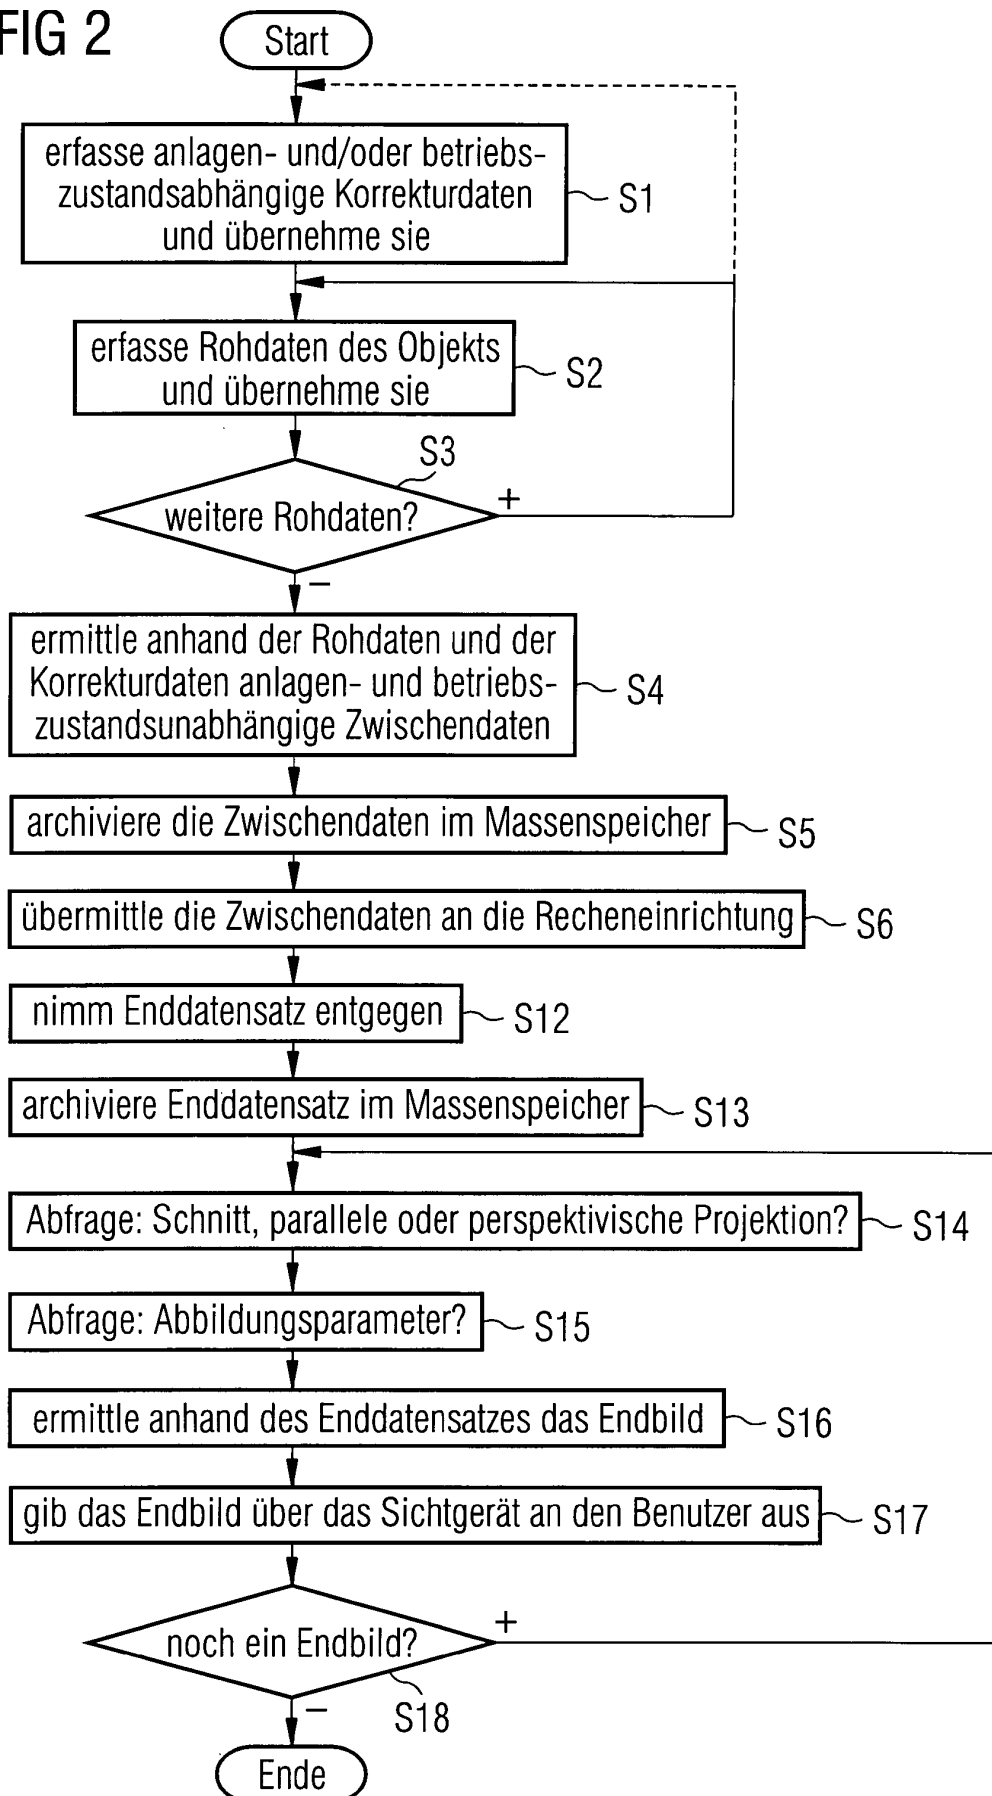 FIG 2
Start
erfasse anlagen- und/oder betriebs-
zustandsabhängige Korrekturdaten
und übernehme sie
S1
erfasse Rohdaten des Objekts
und übernehme sie
S2
S3
weitere Rohdaten?
+
–
ermittle anhand der Rohdaten und der
Korrekturdaten anlagen- und betriebs-
zustandsunabhängige Zwischendaten
S4
archiviere die Zwischendaten im Massenspeicher
S5
übermittle die Zwischendaten an die Recheneinrichtung
S6
nimm Enddatensatz entgegen
S12
archiviere Enddatensatz im Massenspeicher
S13
Abfrage: Schnitt, parallele oder perspektivische Projektion?
S14
Abfrage: Abbildungsparameter?
S15
ermittle anhand des Enddatensatzes das Endbild
S16
gib das Endbild über das Sichtgerät an den Benutzer aus
S17
noch ein Endbild?
+
S18
–
Ende